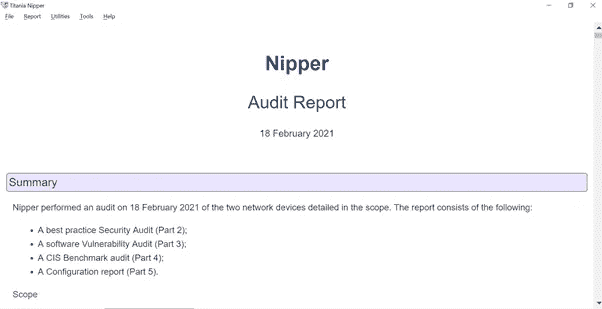 Titania Nipper
File Report Utilities Tools Help
Nipper
Audit Report
18 February 2021
Summary
Nipper performed an audit on 18 February 2021 of the two network devices detailed in the scope. The report consists of the following:
• A best practice Security Audit (Part 2);
• A software Vulnerability Audit (Part 3);
• A CIS Benchmark audit (Part 4);
• A Configuration report (Part 5).
Scope